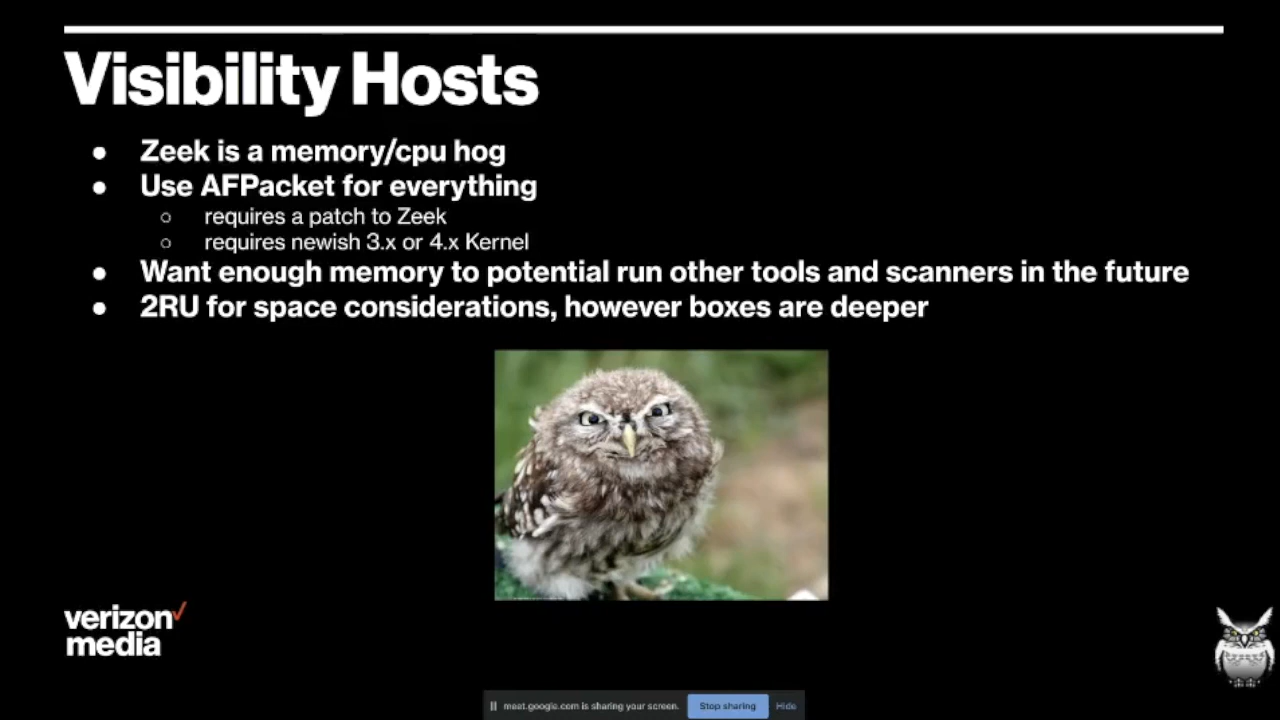 Visibility Hosts
● Zeek is a memory/cpu hog
● Use AFPacket for everything
○ requires a patch to Zeek
○ requires newish 3.x or 4.x Kernel
● Want enough memory to potential run other tools and scanners in the future
● 2RU for space considerations, however boxes are deeper
verizon✓
media
meet.google.com is sharing your screen. Stop sharing Hide